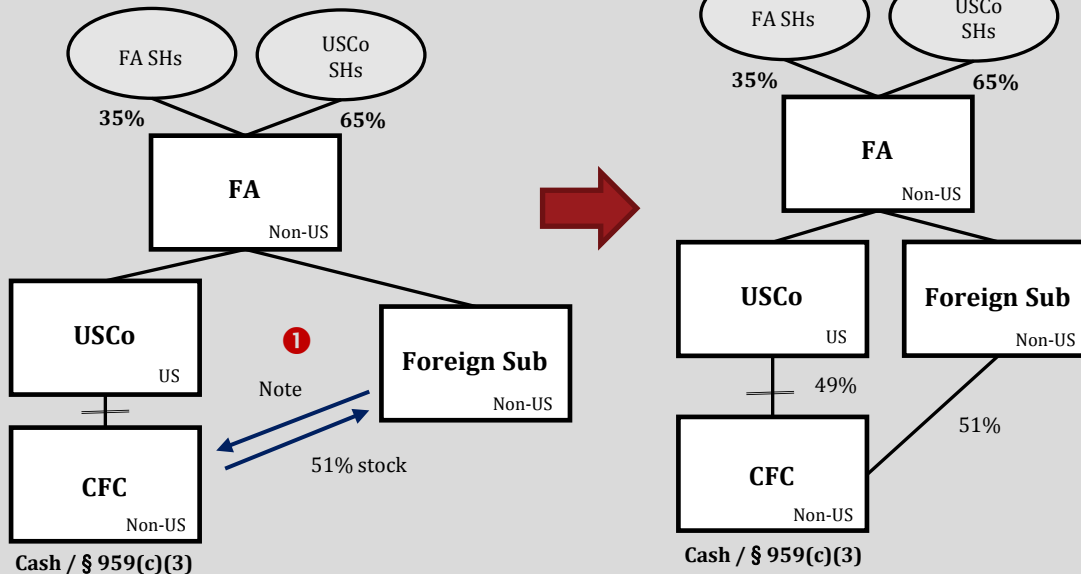 FA SHs
USCo
SHs
35%
65%
FA
Non-US
USCo
US
❶
Note
Foreign Sub
Non-US
51% stock
CFC
Non-US
Cash / § 959(c)(3)
FA SHs
USCo
SHs
35%
65%
FA
Non-US
USCo
US
Foreign Sub
Non-US
49%
51%
CFC
Non-US
Cash / § 959(c)(3)